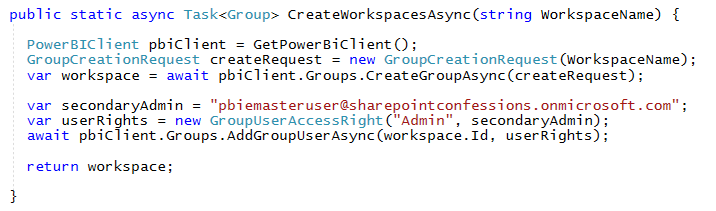 public static async Task<Group> CreateWorkspacesAsync(string WorkspaceName) {
PowerBIClient pbiClient = GetPowerBiClient();
GroupCreationRequest createRequest = new GroupCreationRequest(WorkspaceName);
var workspace = await pbiClient.Groups.CreateGroupAsync(createRequest);
var secondaryAdmin = "pbiemasteruser@sharepointconfessions.onmicrosoft.com";
var userRights = new GroupUserAccessRight("Admin", secondaryAdmin);
await pbiClient.Groups.AddGroupUserAsync(workspace.Id, userRights);
return workspace;
}